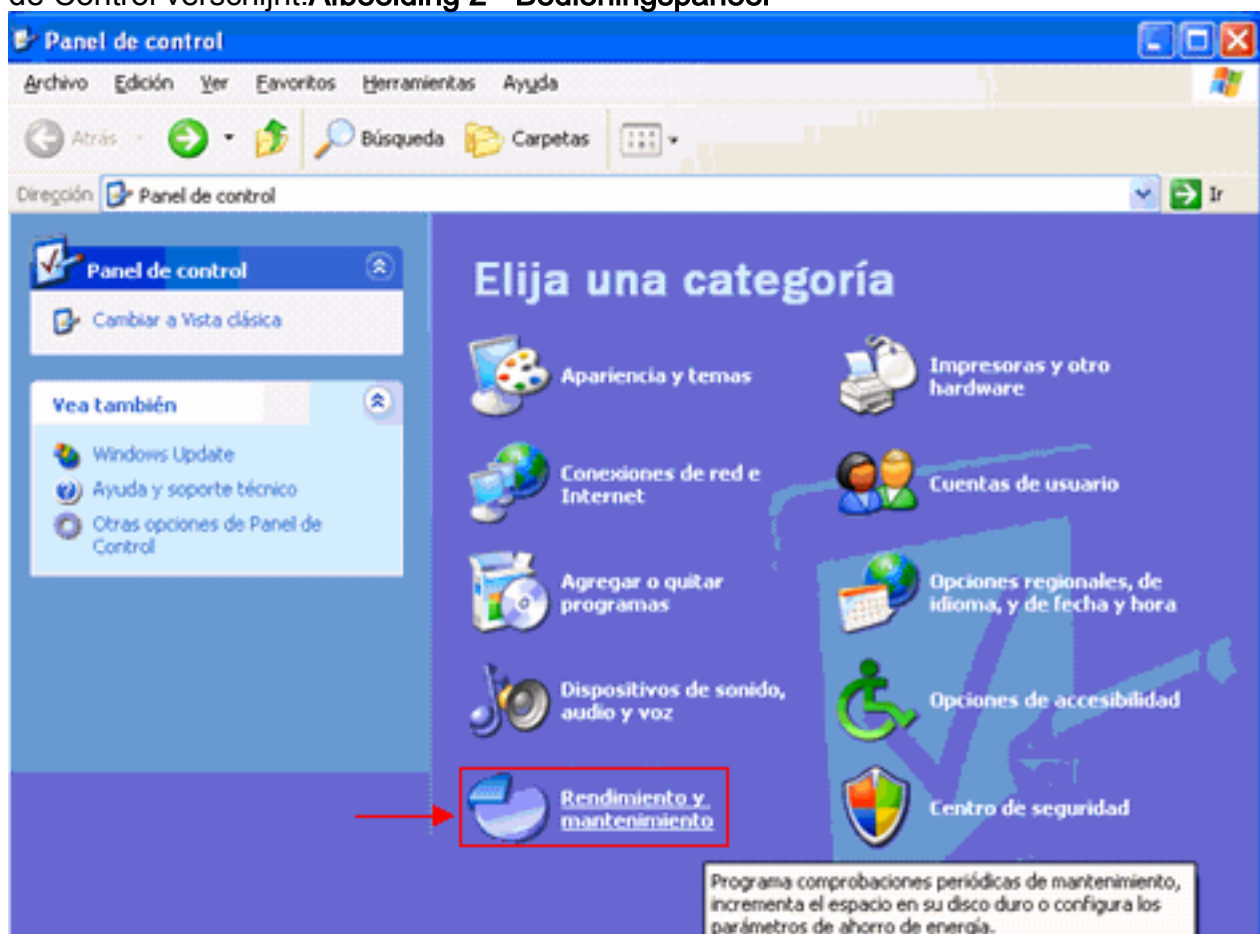 de Control verschijnt.Afbeelding 2 - Bedieningspaneel
Panel de control
Archivo Edición Ver Favoritos Herramientas Ayuda
Atrás Búsqueda Carpetas
Dirección Panel de control Ir
Panel de control
Cambiar a Vista clásica
Vea también
Windows Update
Ayuda y soporte técnico
Otras opciones de Panel de
Control
Elija una categoría
Apariencia y temas
Impresoras y otro
hardware
Conexiones de red e
Internet
Cuentas de usuario
Agregar o quitar
programas
Opciones regionales, de
idioma, y de fecha y hora
Dispositivos de sonido,
audio y voz
Opciones de accesibilidad
Rendimiento y
mantenimiento
Centro de seguridad
Programa comprobaciones periódicas de mantenimiento,
incrementa el espacio en su disco duro o configura los
parámetros de ahorro de energía.